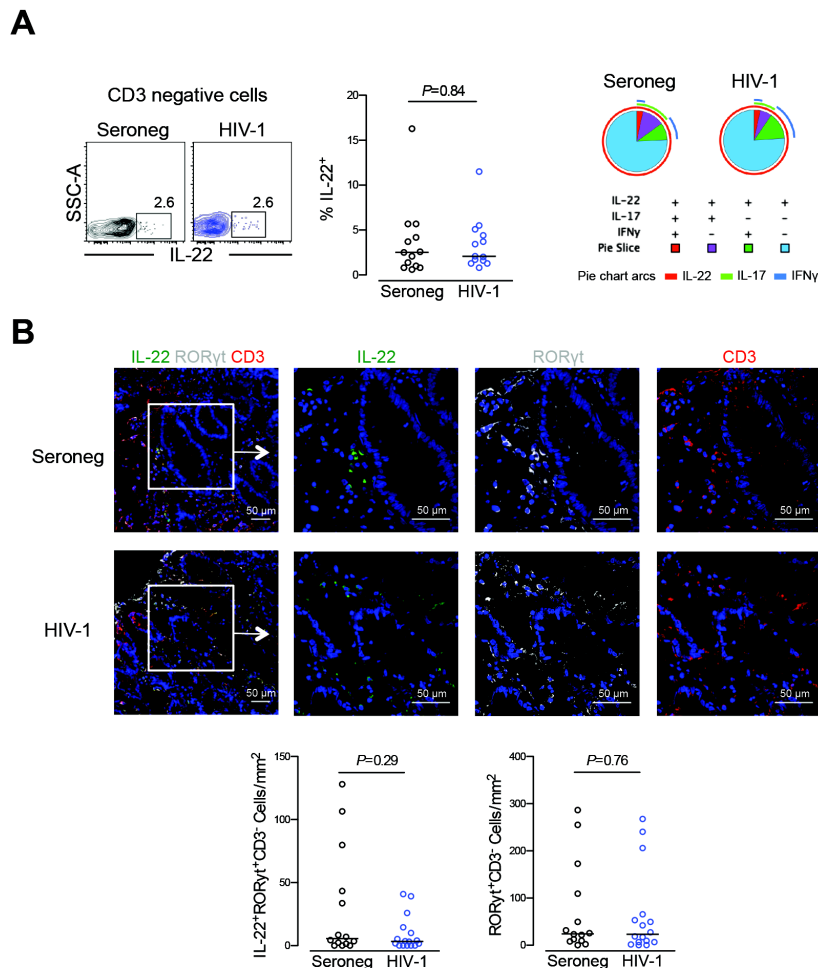 A
CD3 negative cells
Seroneg HIV-1
2.6 2.6
SSC-A
IL-22
P=0.84
20
15
10
5
0
% IL-22+
Seroneg HIV-1
Seroneg HIV-1
IL-22 + + + +
IL-17 + + - -
IFNγ + - + -
Pie Slice
Pie chart arcs IL-22 IL-17 IFNγ
B
IL-22 RORγt CD3 IL-22 RORγt CD3
Seroneg
50 μm 50 μm 50 μm 50 μm
HIV-1
50 μm 50 μm 50 μm 50 μm
P=0.29
150
100
50
0
IL-22+RORγt+CD3- Cells/mm2
Seroneg HIV-1
P=0.76
400
300
200
100
0
RORγt+CD3- Cells/mm2
Seroneg HIV-1